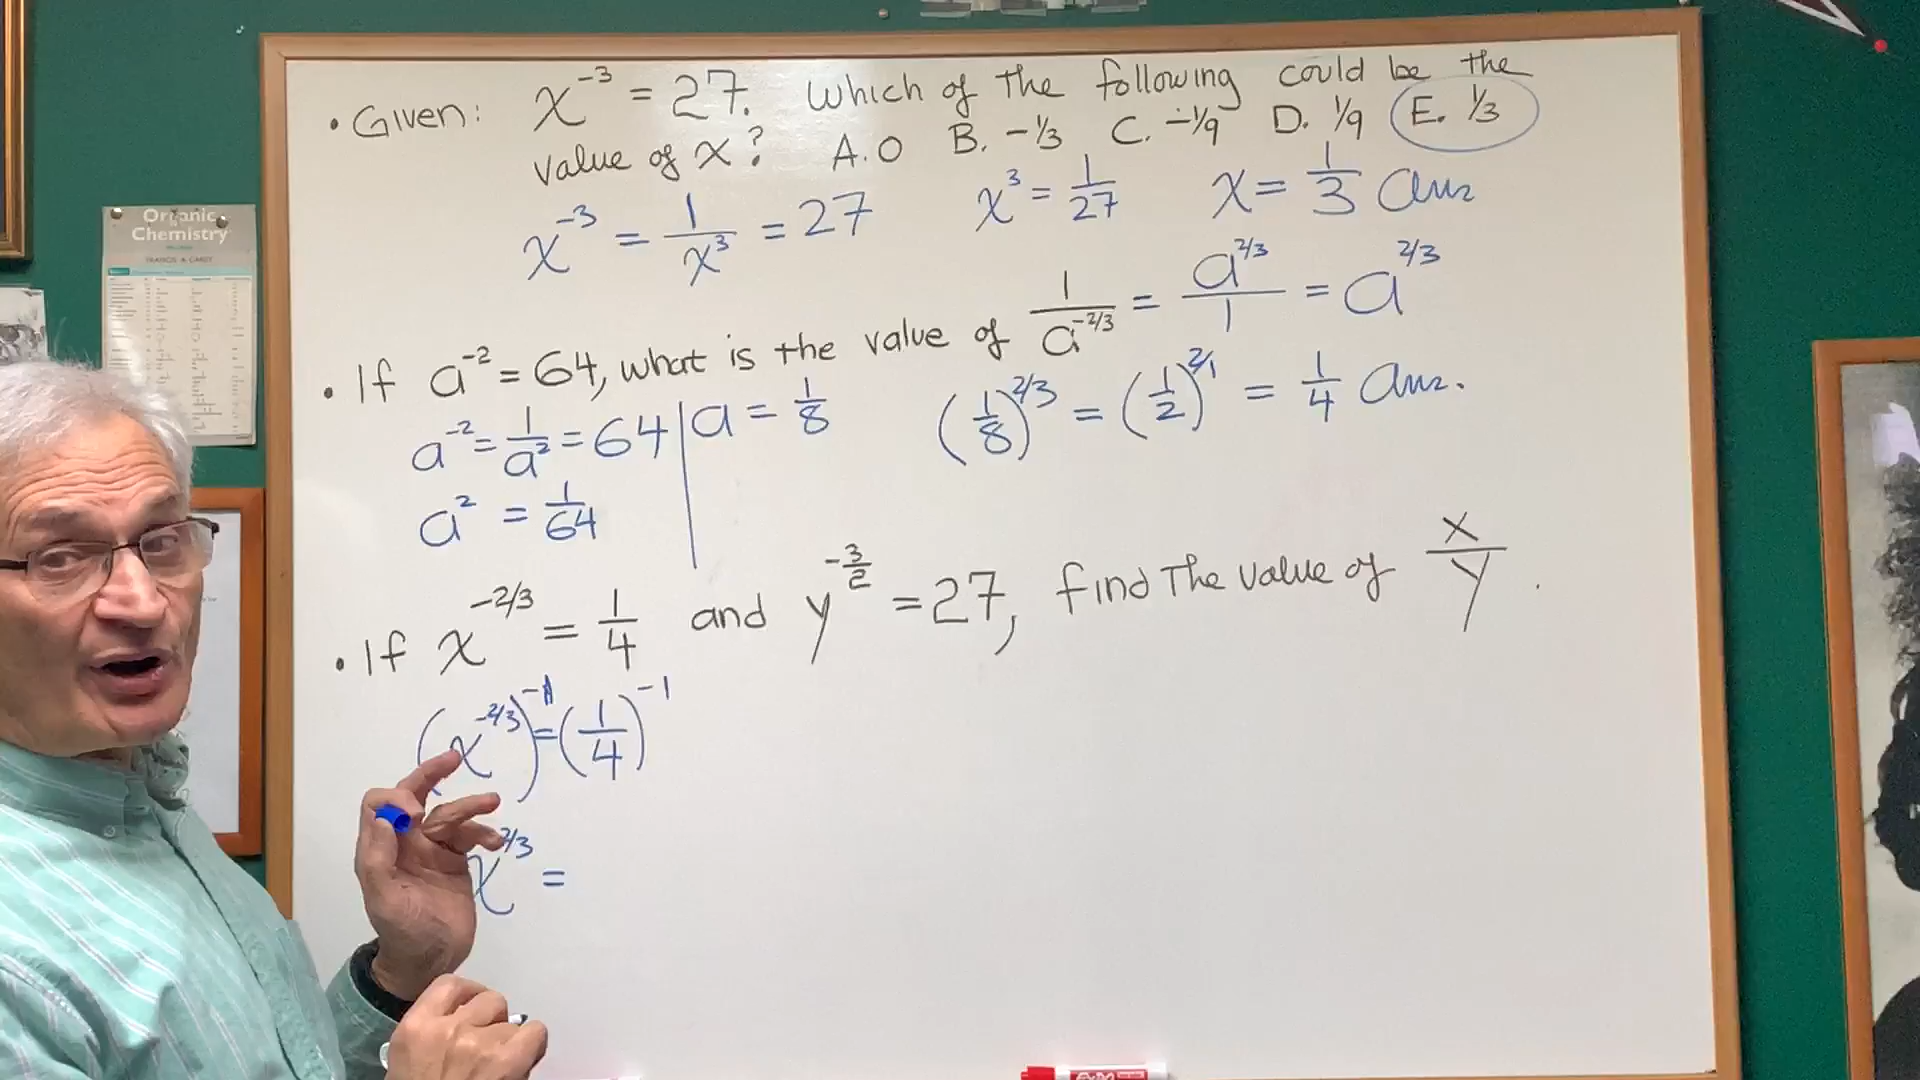 Organic
Chemistry
• Given: x⁻³ = 27. Which of the following could be the
value of x? A. 0 B. -1/3 C. -1/9 D. 1/9 E. 1/3
x⁻³ = 1/x³ = 27 x³ = 1/27 x = 1/3 Ans
• If a⁻² = 64, what is the value of 1/a^(-2/3) = a^(2/3)/1 = a^(2/3)
a⁻² = 1/a² = 64 | a = 1/8 (1/8)^(2/3) = (1/2)^(2/1) = 1/4 Ans.
a² = 1/64
• If x^(-2/3) = 1/4 and y^(-3/2) = 27, find The value of x/y.
(x^(-2/3))⁻¹ = (1/4)⁻¹
x^(2/3) =